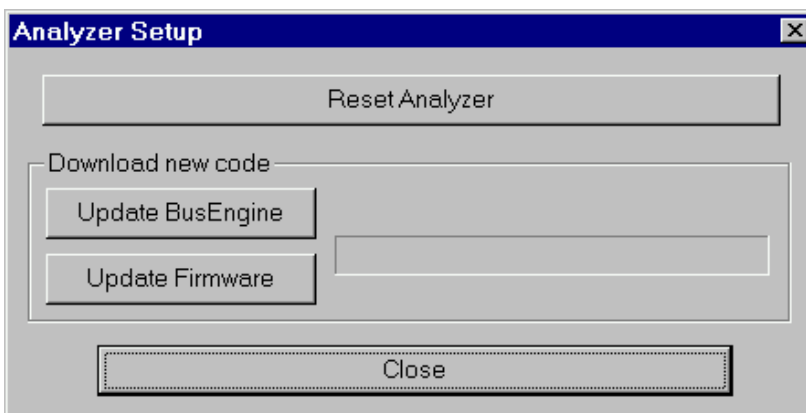 Analyzer Setup
Reset Analyzer
Download new code
Update BusEngine
Update Firmware
Close